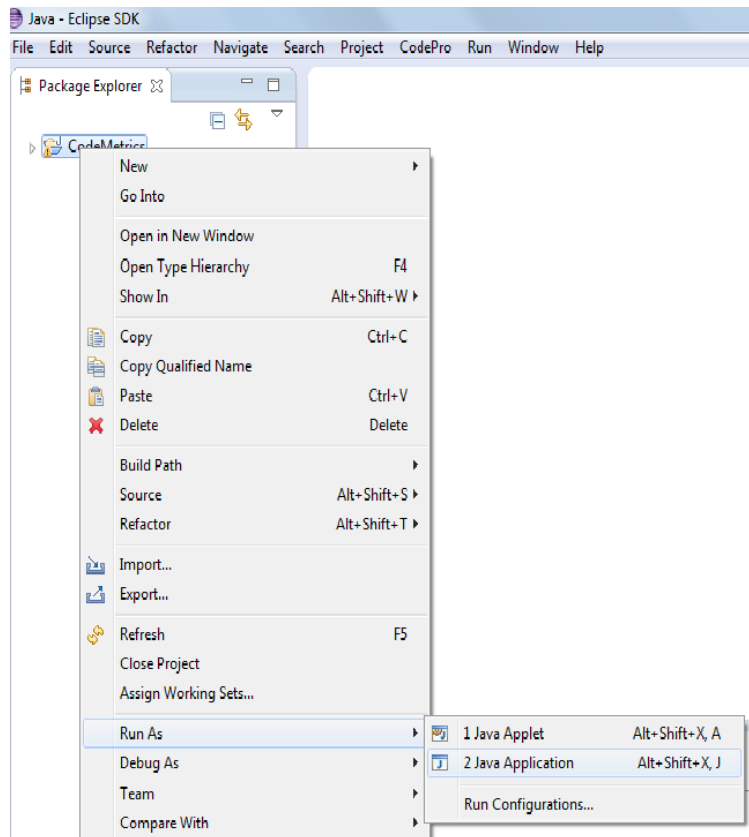 Java - Eclipse SDK
File Edit Source Refactor Navigate Search Project CodePro Run Window Help
Package Explorer
CodeMetrics
New
Go Into
Open in New Window
Open Type Hierarchy F4
Show In Alt+Shift+W
Copy Ctrl+C
Copy Qualified Name
Paste Ctrl+V
Delete Delete
Build Path
Source Alt+Shift+S
Refactor Alt+Shift+T
Import...
Export...
Refresh F5
Close Project
Assign Working Sets...
Run As 1 Java Applet Alt+Shift+X, A
Debug As 2 Java Application Alt+Shift+X, J
Team Run Configurations...
Compare With